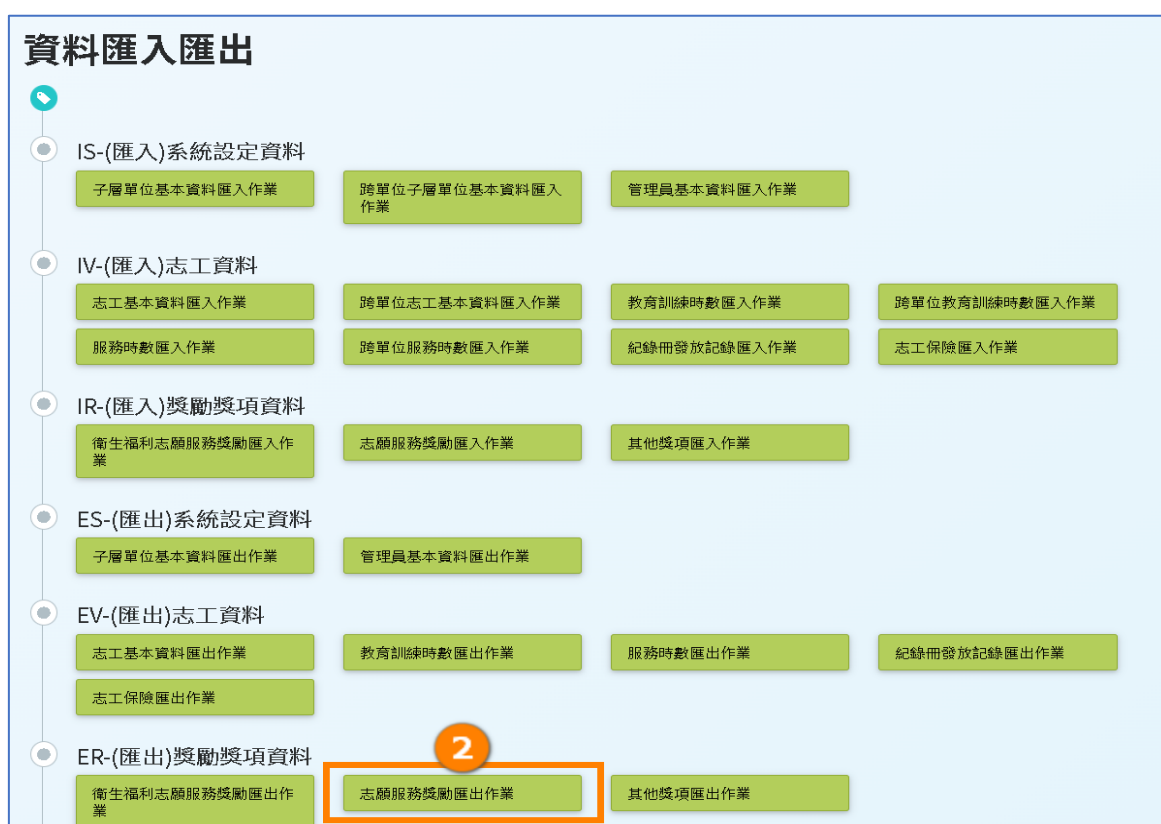 資料匯入匯出
IS-(匯入)系統設定資料
子層單位基本資料匯入作業
跨單位子層單位基本資料匯入
作業
管理員基本資料匯入作業
IV-(匯入)志工資料
志工基本資料匯入作業
跨單位志工基本資料匯入作業
教育訓練時數匯入作業
跨單位教育訓練時數匯入作業
服務時數匯入作業
跨單位服務時數匯入作業
紀錄冊發放記錄匯入作業
志工保險匯入作業
IR-(匯入)獎勵獎項資料
衛生福利志願服務獎勵匯入作
業
志願服務獎勵匯入作業
其他獎項匯入作業
ES-(匯出)系統設定資料
子層單位基本資料匯出作業
管理員基本資料匯出作業
EV-(匯出)志工資料
志工基本資料匯出作業
教育訓練時數匯出作業
服務時數匯出作業
紀錄冊發放記錄匯出作業
志工保險匯出作業
ER-(匯出)獎勵獎項資料
2
衛生福利志願服務獎勵匯出作
業
志願服務獎勵匯出作業
其他獎項匯出作業